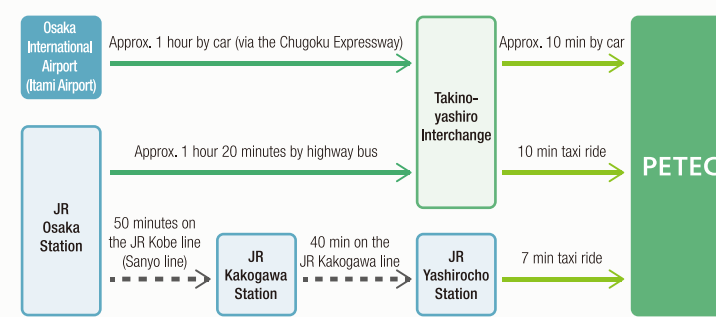 Osaka
International
Airport
(Itami Airport)
Approx. 1 hour by car (via the Chugoku Expressway)
Approx. 10 min by car
Takino-
yashiro
Interchange
Approx. 1 hour 20 minutes by highway bus
10 min taxi ride
PETEC
JR
Osaka
Station
50 minutes on
the JR Kobe line
(Sanyo line)
JR
Kakogawa
Station
40 min on the
JR Kakogawa line
JR
Yashirocho
Station
7 min taxi ride